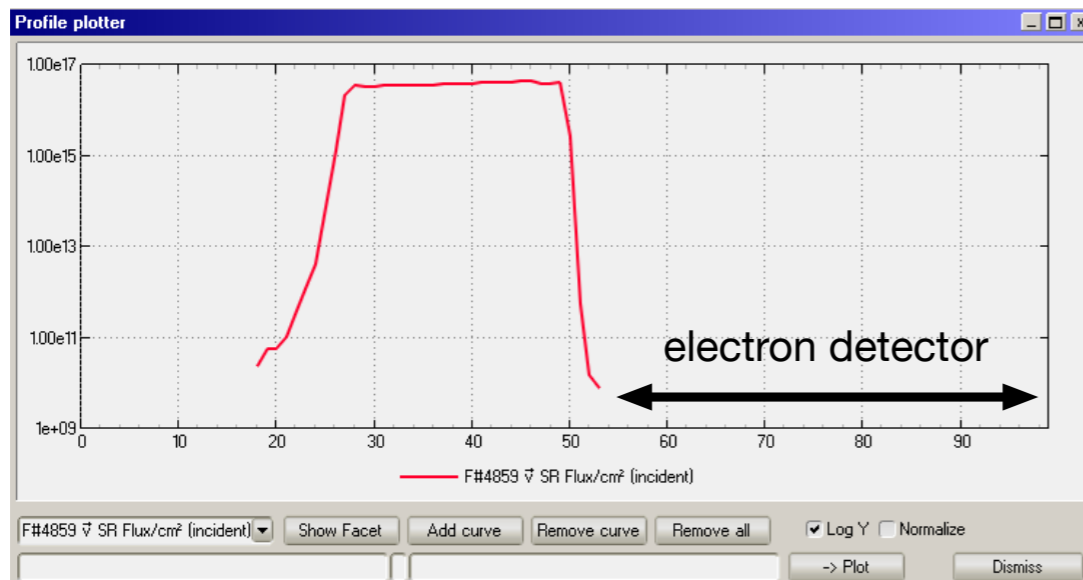 Profile plotter
1.00e17
1.00e15
1.00e13
1.00e11
1e+09
0 10 20 30 40 50 60 70 80 90
electron detector
F#4859 v⃗ SR Flux/cm² (incident)
F#4859 v⃗ SR Flux/cm² (incident) Show Facet Add curve Remove curve Remove all Log Y Normalize
-> Plot Dismiss